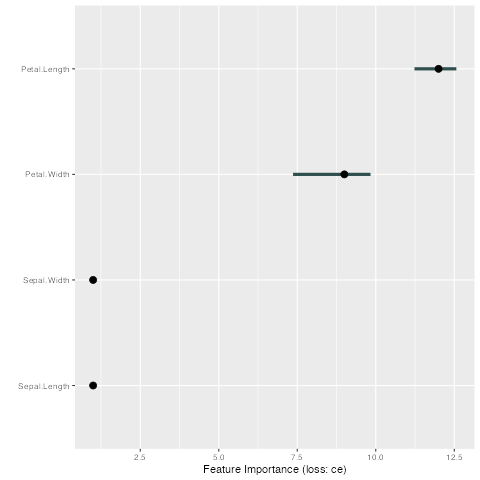 Petal.Length
Petal.Width
Sepal.Width
Sepal.Length
2.5 5.0 7.5 10.0 12.5
Feature Importance (loss: ce)